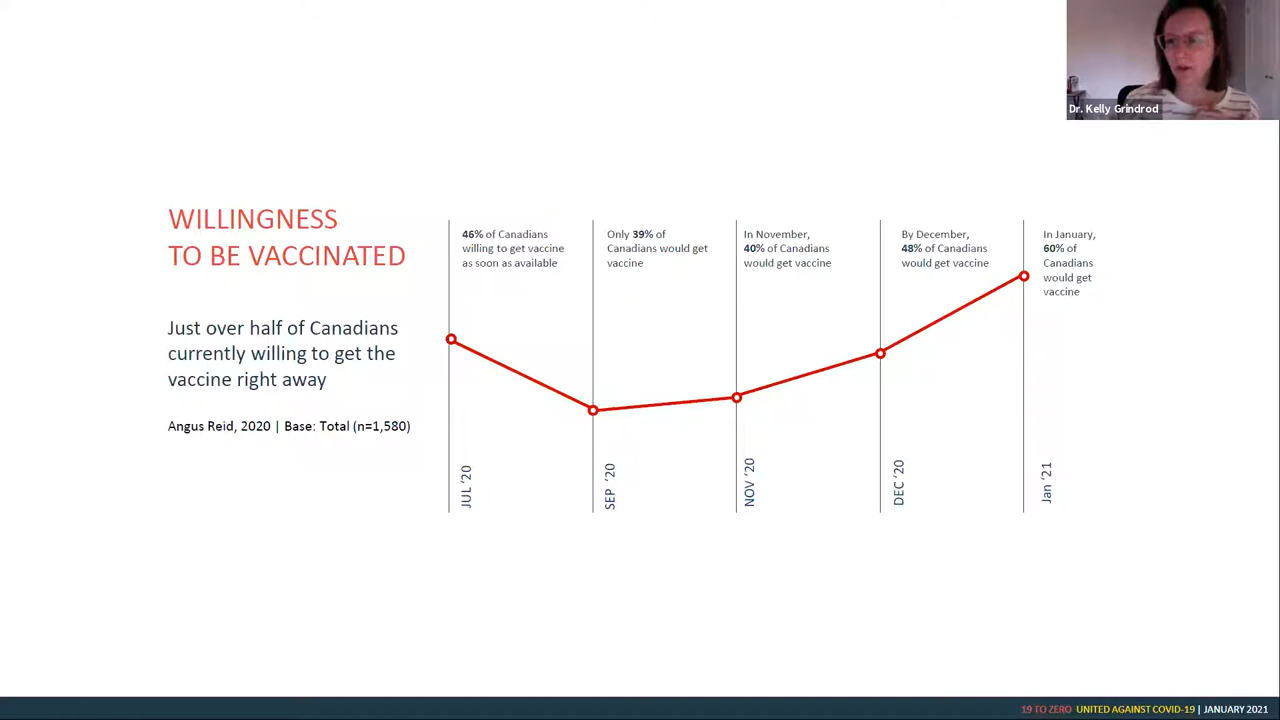 Dr. Kelly Grindrod
WILLINGNESS
TO BE VACCINATED
Just over half of Canadians
currently willing to get the
vaccine right away
Angus Reid, 2020 | Base: Total (n=1,580)
46% of Canadians
willing to get vaccine
as soon as available
Only 39% of
Canadians would get
vaccine
In November,
40% of Canadians
would get vaccine
By December,
48% of Canadians
would get vaccine
In January,
60% of
Canadians
would get
vaccine
JUL ‘20
SEP ‘20
NOV ‘20
DEC ‘20
Jan ‘21
19 TO ZERO UNITED AGAINST COVID-19 | JANUARY 2021